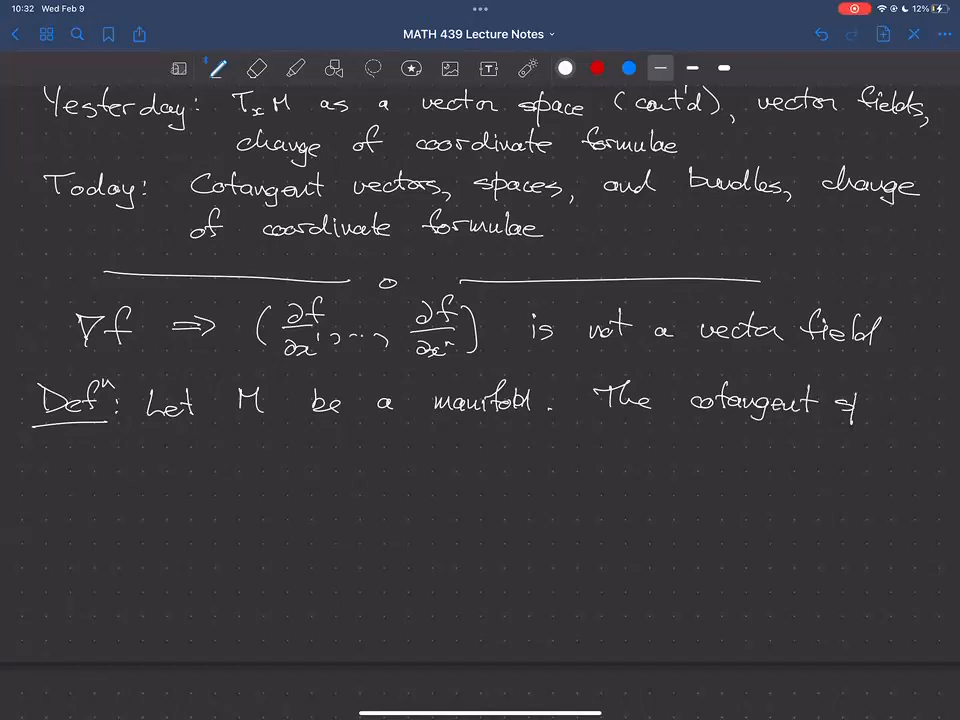 10:32 Wed Feb 9
12%
MATH 439 Lecture Notes
Yesterday: TₓM as a vector space (cont'd), vector fields,
change of coordinate formulae
Today: Cotangent vectors, spaces, and bundles, change
of coordinate formulae
∇f ⇒ (∂f/∂x¹, ..., ∂f/∂xⁿ) is not a vector field
Defⁿ: Let M be a manifold. The cotangent sp